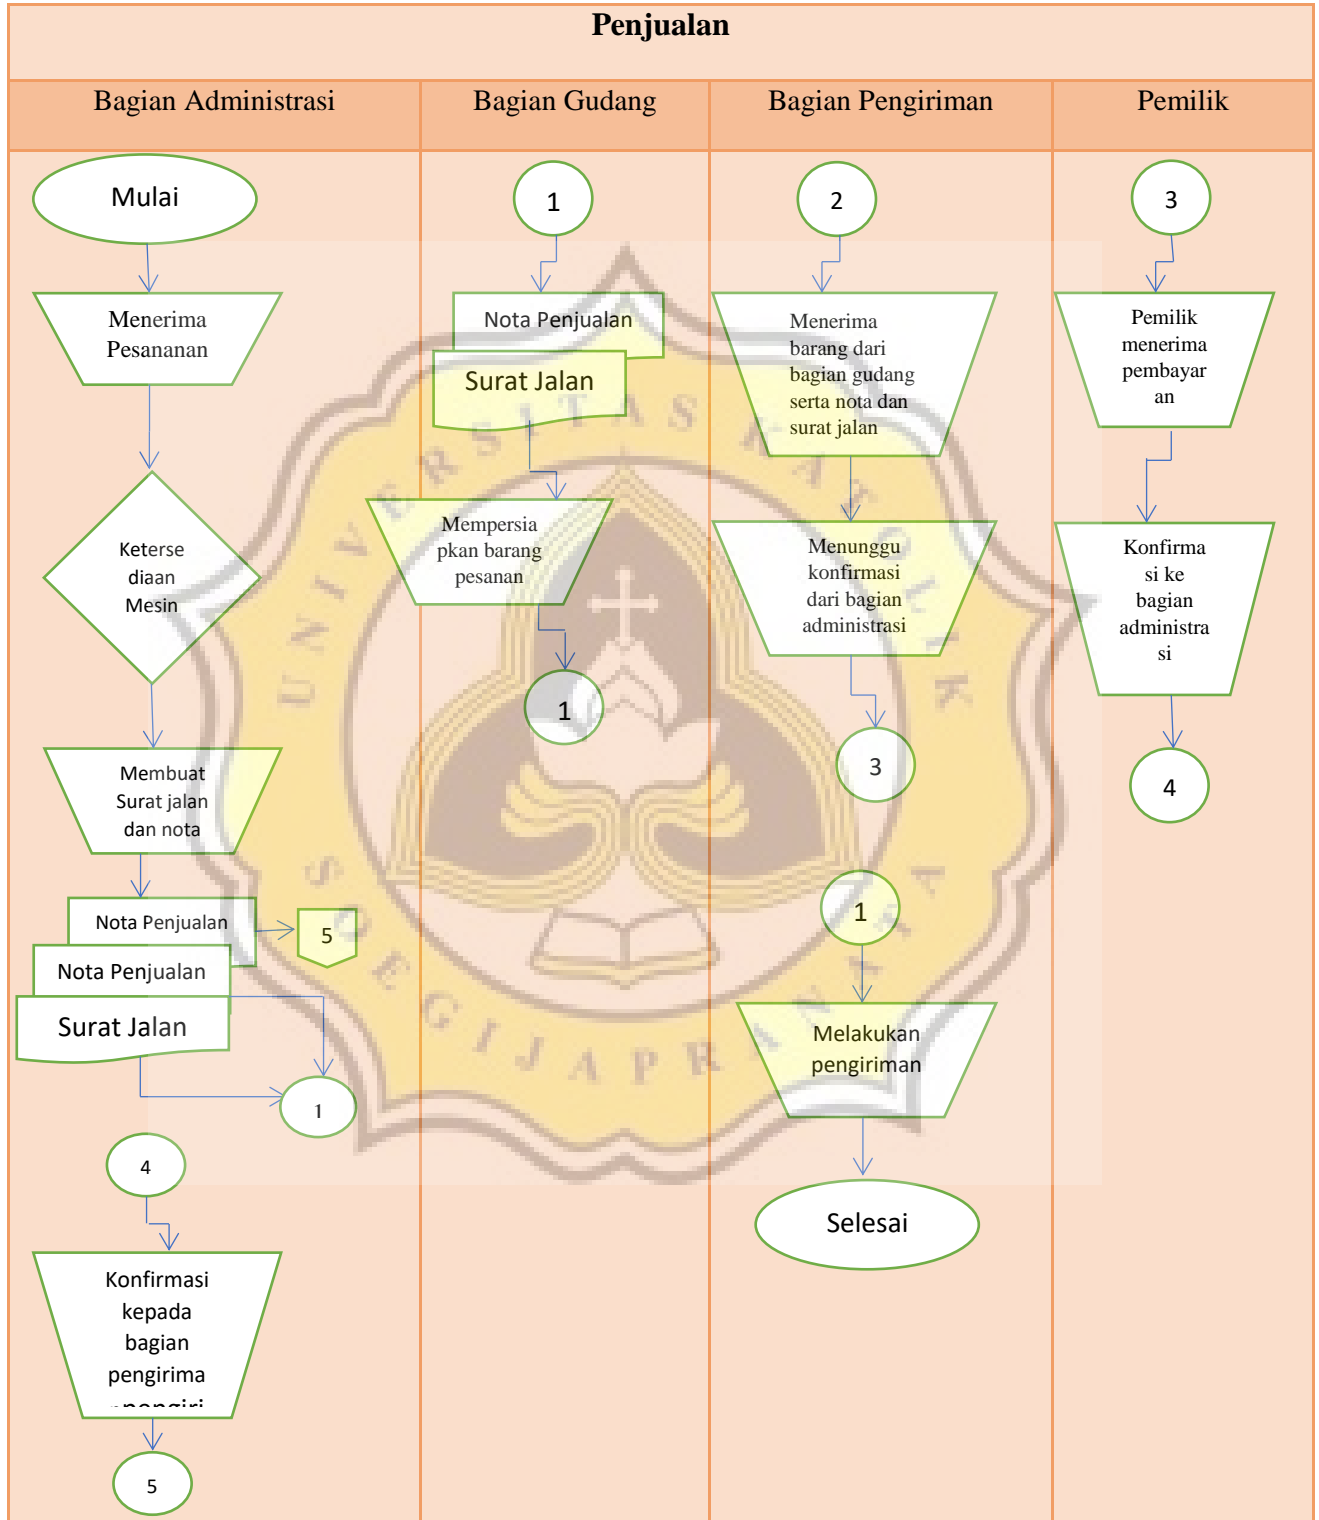 Penjualan
Bagian Administrasi
Bagian Gudang
Bagian Pengiriman
Pemilik
Mulai
Menerima
Pesananan
Keterse
diaan
Mesin
Membuat
Surat jalan
dan nota
Nota Penjualan
5
Nota Penjualan
Surat Jalan
1
4
Konfirmasi
kepada
bagian
pengirima
5
1
Nota Penjualan
Surat Jalan
Mempersia
pkan barang
pesanan
1
2
Menerima
barang dari
bagian gudang
serta nota dan
surat jalan
Menunggu
konfirmasi
dari bagian
administrasi
3
1
Melakukan
pengiriman
Selesai
3
Pemilik
menerima
pembayar
an
Konfirma
si ke
bagian
administra
si
4
UNIVERSITAS KATOLIK
SOEGIJAPRANATA